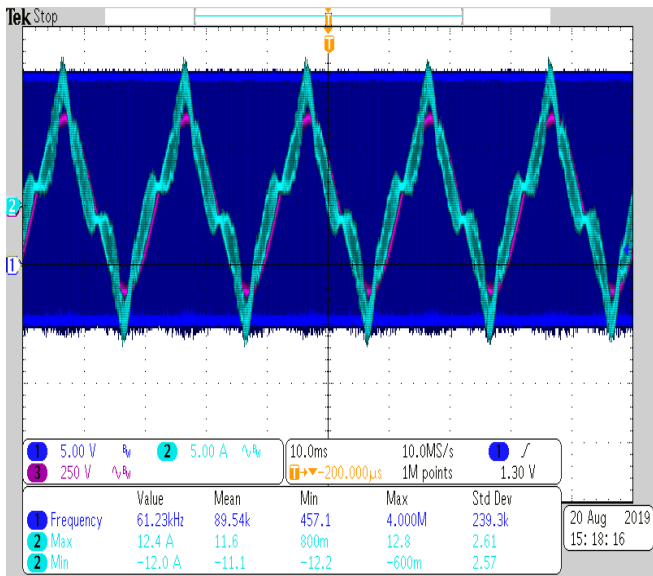 Tek Stop
T
T
2
1
1 5.00 V BW 2 5.00 A ∿BW 10.0ms 10.0MS/s 1 ∫
3 250 V ∿BW T→▼-200.000µs 1M points 1.30 V
Value Mean Min Max Std Dev
1 Frequency 61.23kHz 89.54k 457.1 4.000M 239.3k
2 Max 12.4 A 11.6 800m 12.8 2.61
2 Min -12.0 A -11.1 -12.2 -600m 2.57
20 Aug 2019
15:18:16